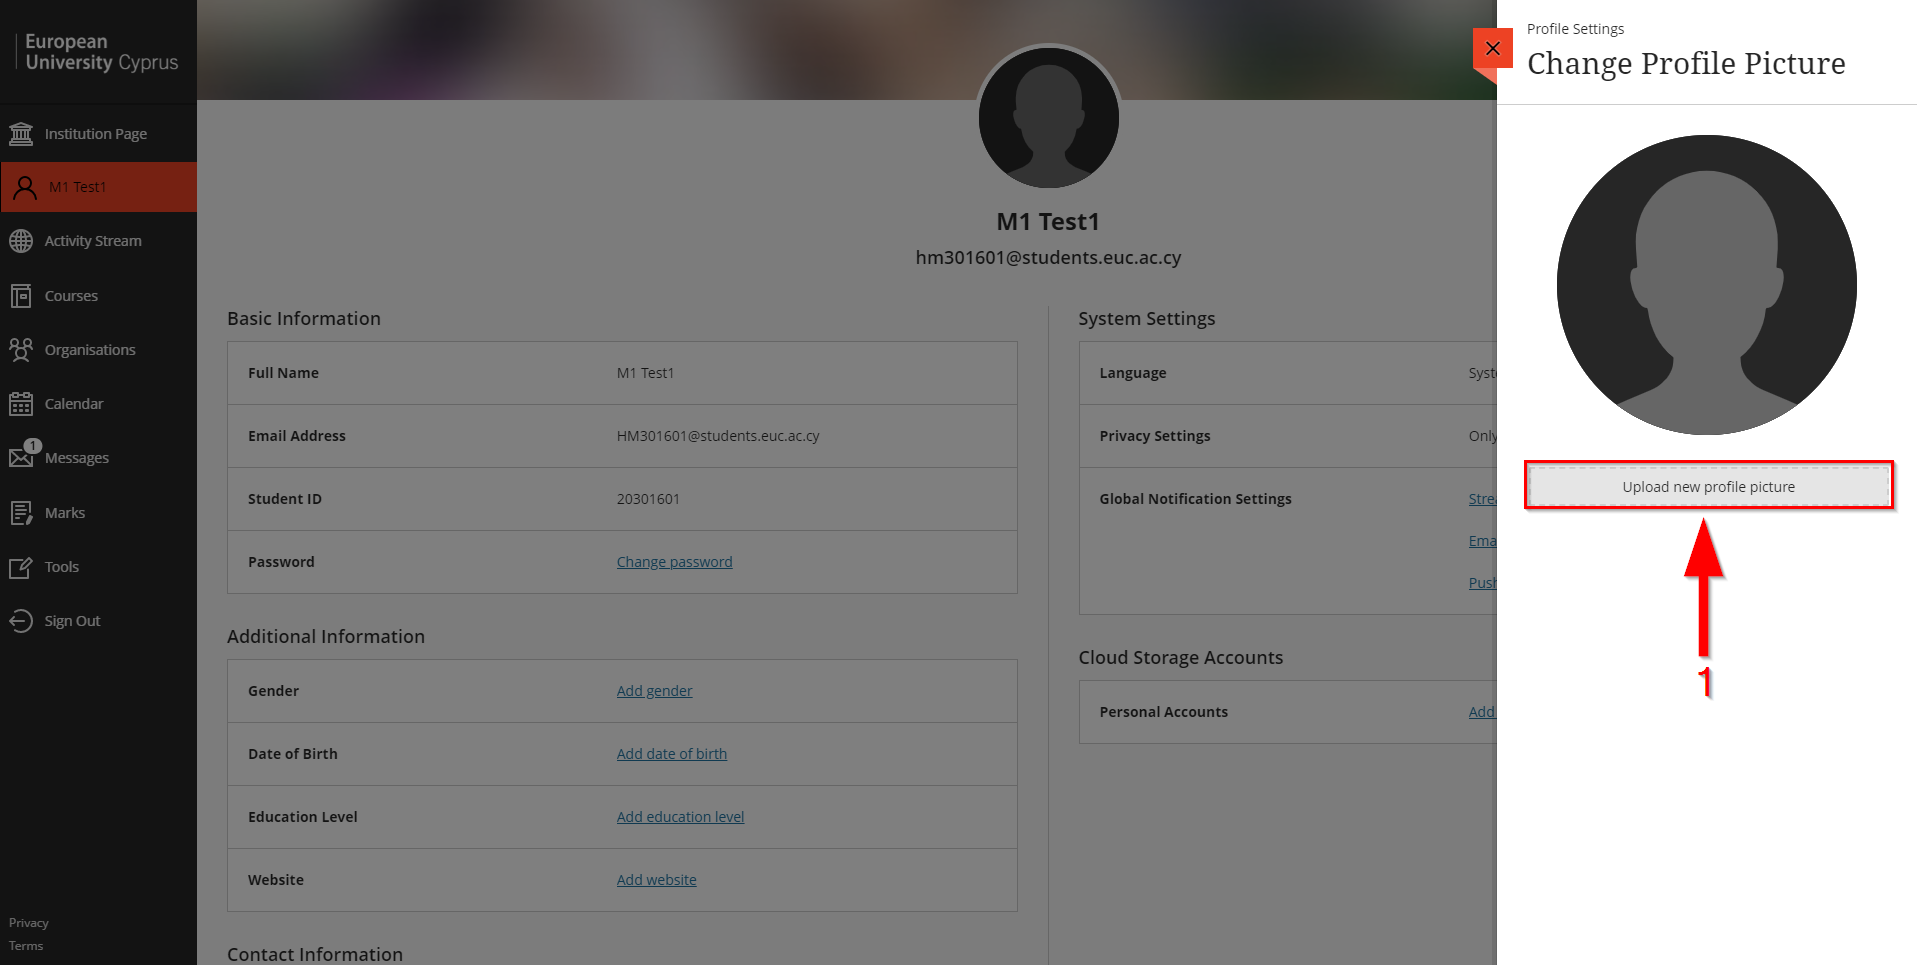 European
University Cyprus
Institution Page
M1 Test1
Activity Stream
Courses
Organisations
Calendar
1
Messages
Marks
Tools
Sign Out
Privacy
Terms
M1 Test1
hm301601@students.euc.ac.cy
Basic Information
Full Name M1 Test1
Email Address HM301601@students.euc.ac.cy
Student ID 20301601
Password Change password
Additional Information
Gender Add gender
Date of Birth Add date of birth
Education Level Add education level
Website Add website
Contact Information
System Settings
Language Syst
Privacy Settings Only
Global Notification Settings Strea
Ema
Push
Cloud Storage Accounts
Personal Accounts Add
Profile Settings
Change Profile Picture
Upload new profile picture
1